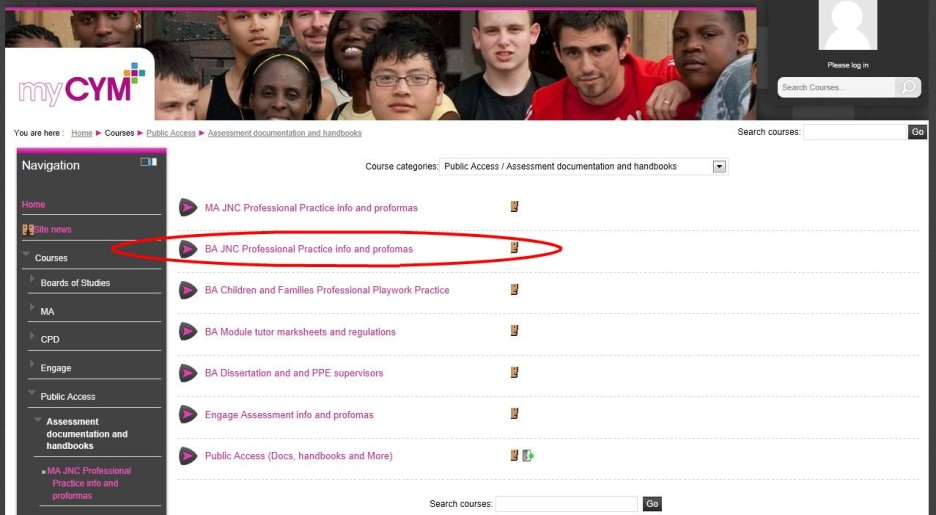 my CYM
Please log in
Search Courses...
You are here : Home ▶ Courses ▶ Public Access ▶ Assessment documentation and handbooks
Search courses: Go
Navigation
Course categories: Public Access / Assessment documentation and handbooks
Home
Site news
Courses
Boards of Studies
MA
CPD
Engage
Public Access
Assessment
documentation and
handbooks
MA JNC Professional
Practice info and
proformas
MA JNC Professional Practice info and proformas
BA JNC Professional Practice info and profomas
BA Children and Families Professional Playwork Practice
BA Module tutor marksheets and regulations
BA Dissertation and and PPE supervisors
Engage Assessment info and profomas
Public Access (Docs, handbooks and More)
Search courses: Go